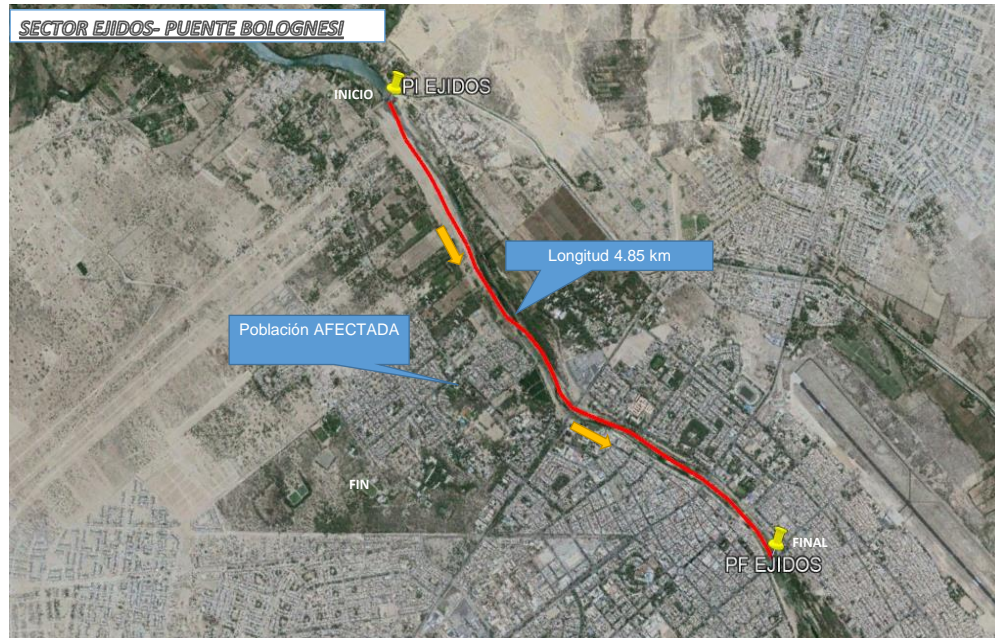 SECTOR EJIDOS- PUENTE BOLOGNESI
PI EJIDOS
INICIO
Longitud 4.85 km
Población AFECTADA
FIN
FINAL
PF EJIDOS